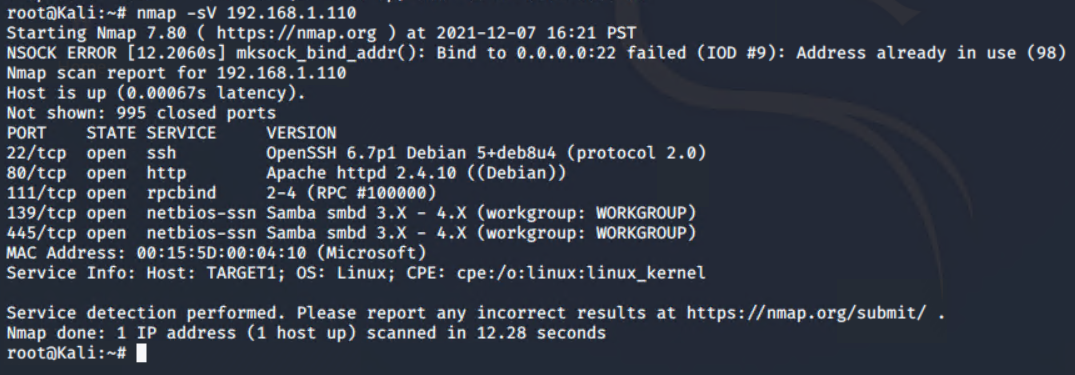 root@Kali:~# nmap -sV 192.168.1.110
Starting Nmap 7.80 ( https://nmap.org ) at 2021-12-07 16:21 PST
NSOCK ERROR [12.2060s] mksock_bind_addr(): Bind to 0.0.0.0:22 failed (IOD #9): Address already in use (98)
Nmap scan report for 192.168.1.110
Host is up (0.00067s latency).
Not shown: 995 closed ports
PORT    STATE SERVICE     VERSION
22/tcp  open  ssh         OpenSSH 6.7p1 Debian 5+deb8u4 (protocol 2.0)
80/tcp  open  http        Apache httpd 2.4.10 ((Debian))
111/tcp open  rpcbind     2-4 (RPC #100000)
139/tcp open  netbios-ssn Samba smbd 3.X - 4.X (workgroup: WORKGROUP)
445/tcp open  netbios-ssn Samba smbd 3.X - 4.X (workgroup: WORKGROUP)
MAC Address: 00:15:5D:00:04:10 (Microsoft)
Service Info: Host: TARGET1; OS: Linux; CPE: cpe:/o:linux:linux_kernel

Service detection performed. Please report any incorrect results at https://nmap.org/submit/ .
Nmap done: 1 IP address (1 host up) scanned in 12.28 seconds
root@Kali:~#